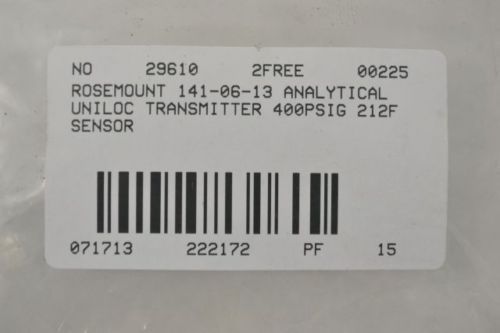 NO 29610 2FREE 00225
ROSEMOUNT 141-06-13 ANALYTICAL
UNILOC TRANSMITTER 400PSIG 212F
SENSOR
071713 222172 PF 15